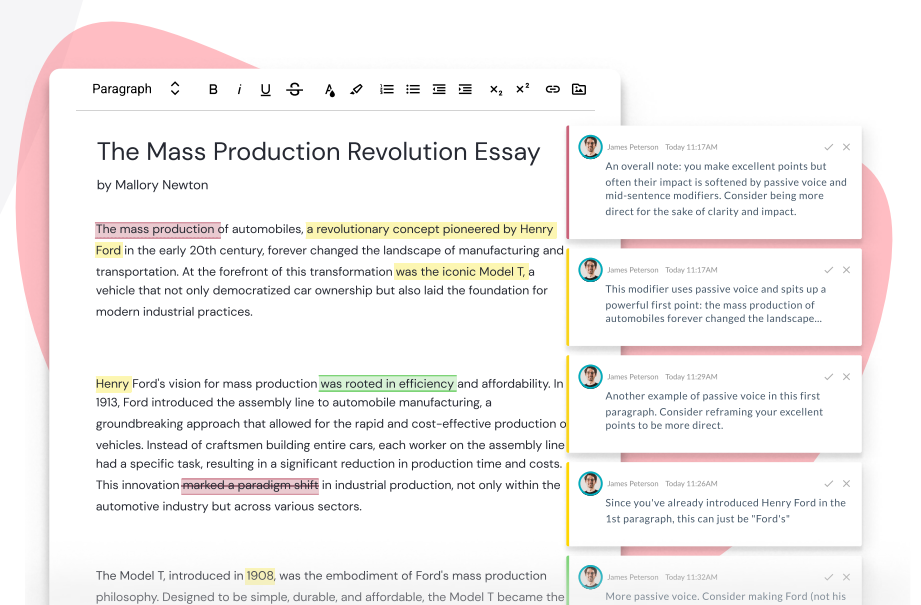 Paragraph B i U S A x₂ x²
The Mass Production Revolution Essay
by Mallory Newton
The mass production of automobiles, a revolutionary concept pioneered by Henry
Ford in the early 20th century, forever changed the landscape of manufacturing and
transportation. At the forefront of this transformation was the iconic Model T, a
vehicle that not only democratized car ownership but also laid the foundation for
modern industrial practices.
Henry Ford's vision for mass production was rooted in efficiency and affordability. In
1913, Ford introduced the assembly line to automobile manufacturing, a
groundbreaking approach that allowed for the rapid and cost-effective production o
vehicles. Instead of craftsmen building entire cars, each worker on the assembly line
had a specific task, resulting in a significant reduction in production time and costs.
This innovation marked a paradigm shift in industrial production, not only within the
automotive industry but across various sectors.
The Model T, introduced in 1908, was the embodiment of Ford's mass production
philosophy. Designed to be simple, durable, and affordable, the Model T became the
James Peterson Today 11:17AM
An overall note: you make excellent points but
often their impact is softened by passive voice and
mid-sentence modifiers. Consider being more
direct for the sake of clarity and impact.
James Peterson Today 11:17AM
This modifier uses passive voice and spits up a
powerful first point: the mass production of
automobiles forever changed the landscape...
James Peterson Today 11:29AM
Another example of passive voice in this first
paragraph. Consider reframing your excellent
points to be more direct.
James Peterson Today 11:26AM
Since you've already introduced Henry Ford in the
1st paragraph, this can just be "Ford's"
James Peterson Today 11:32AM
More passive voice. Consider making Ford (not his